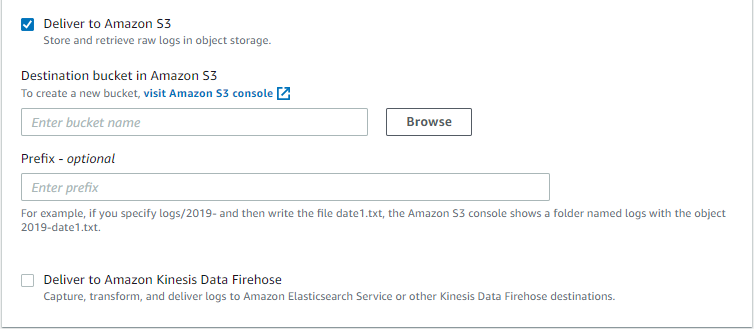 Deliver to Amazon S3
Store and retrieve raw logs in object storage.
Destination bucket in Amazon S3
To create a new bucket, visit Amazon S3 console
Enter bucket name
Browse
Prefix - optional
Enter prefix
For example, if you specify logs/2019- and then write the file date1.txt, the Amazon S3 console shows a folder named logs with the object
2019-date1.txt.
Deliver to Amazon Kinesis Data Firehose
Capture, transform, and deliver logs to Amazon Elasticsearch Service or other Kinesis Data Firehose destinations.